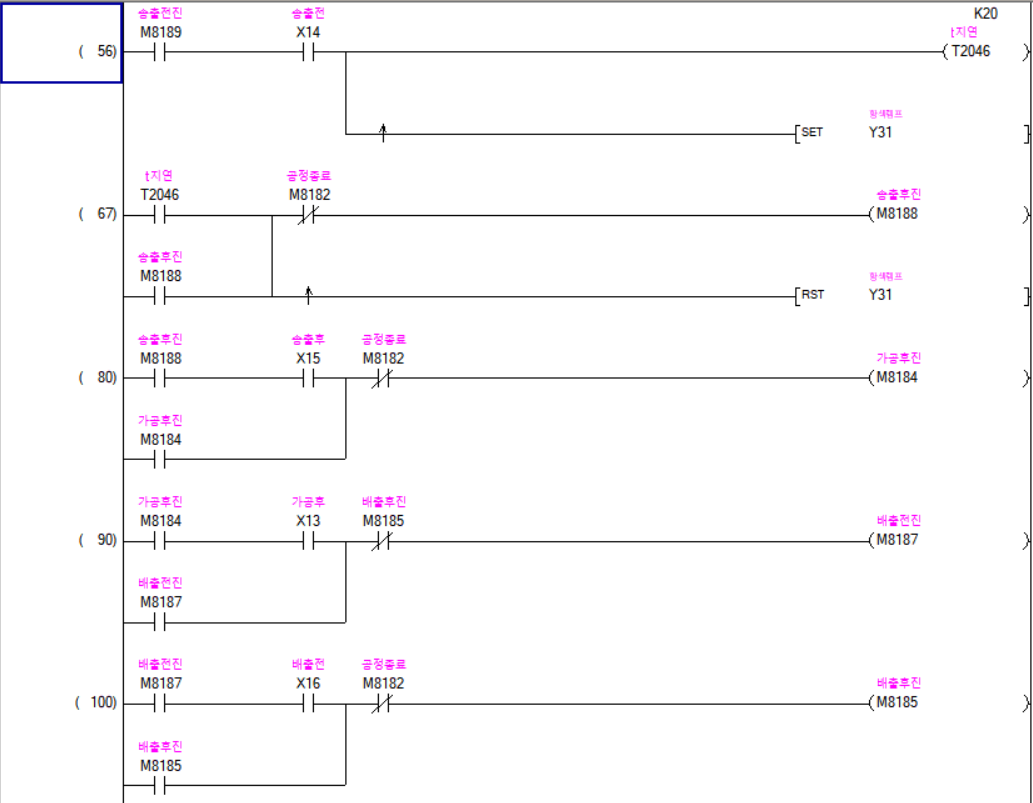 K20
송출전진 송출전 t지연
M8189 X14
( 56) T2046
황색램프
SET Y31
t지연 공정종료
T2046 M8182 송출후진
( 67) M8188
송출후진
M8188 황색램프
RST Y31
송출후진 송출후 공정종료
M8188 X15 M8182 가공후진
( 80) M8184
가공후진
M8184
가공후진 가공후 배출후진
M8184 X13 M8185 배출전진
( 90) M8187
배출전진
M8187
배출전진 배출전 공정종료
M8187 X16 M8182 배출후진
( 100) M8185
배출후진
M8185